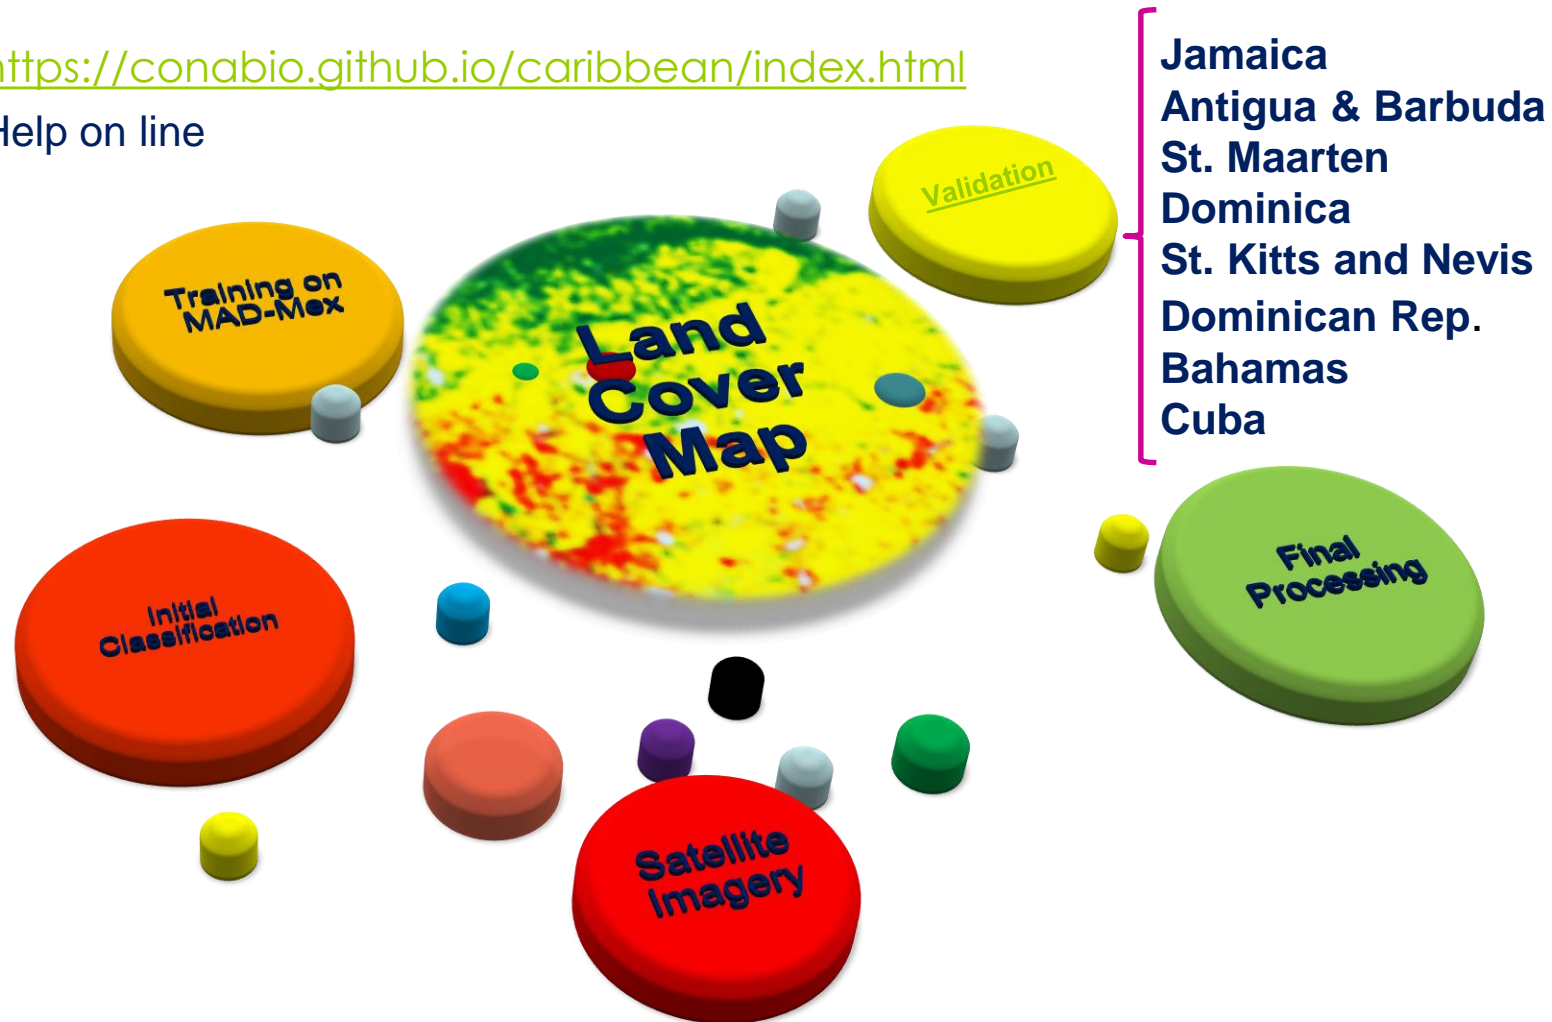 https://conabio.github.io/caribbean/index.html
Help on line
Jamaica
Antigua & Barbuda
St. Maarten
Dominica
St. Kitts and Nevis
Dominican Rep.
Bahamas
Cuba
Validation
Training on
MAD-Mex
Land
Cover
Map
Final
Processing
Initial
Classification
Satellite
Imagery